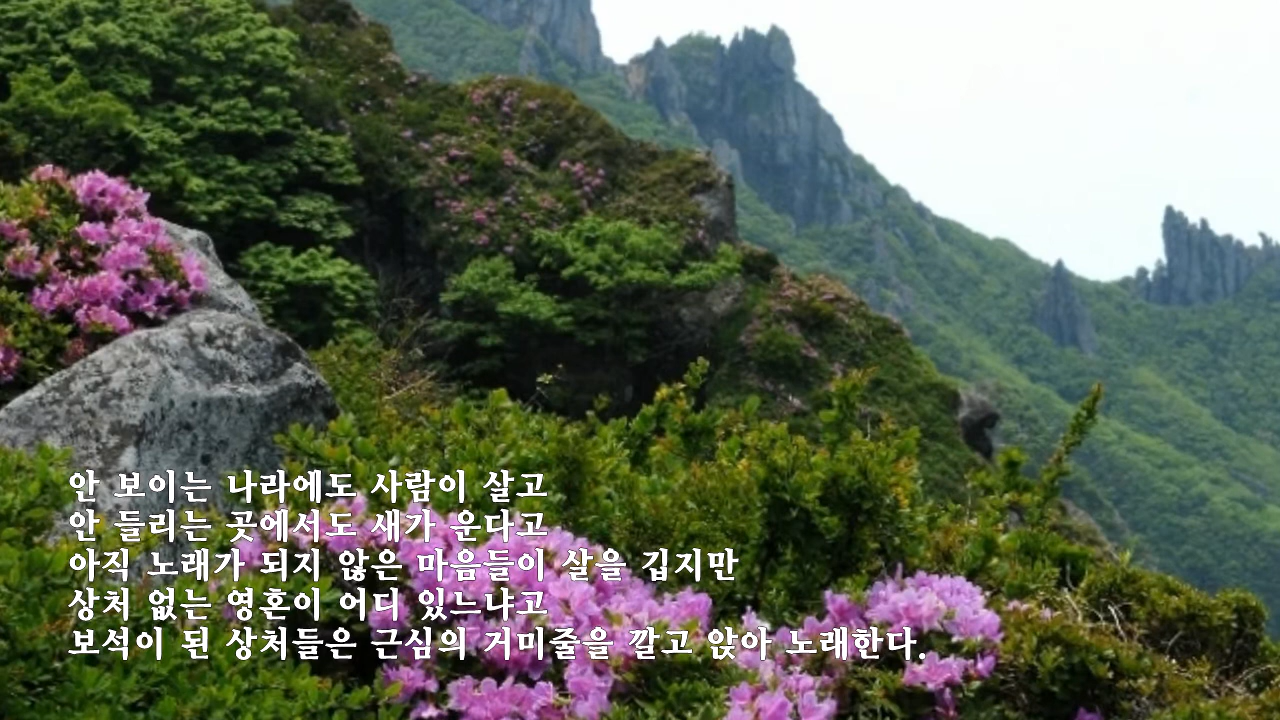 안 보이는 나라에도 사람이 살고
안 들리는 곳에서도 새가 운다고
아직 노래가 되지 않은 마음들이 살을 깁지만
상처 없는 영혼이 어디 있느냐고
보석이 된 상처들은 근심의 거미줄을 깔고 앉아 노래한다.